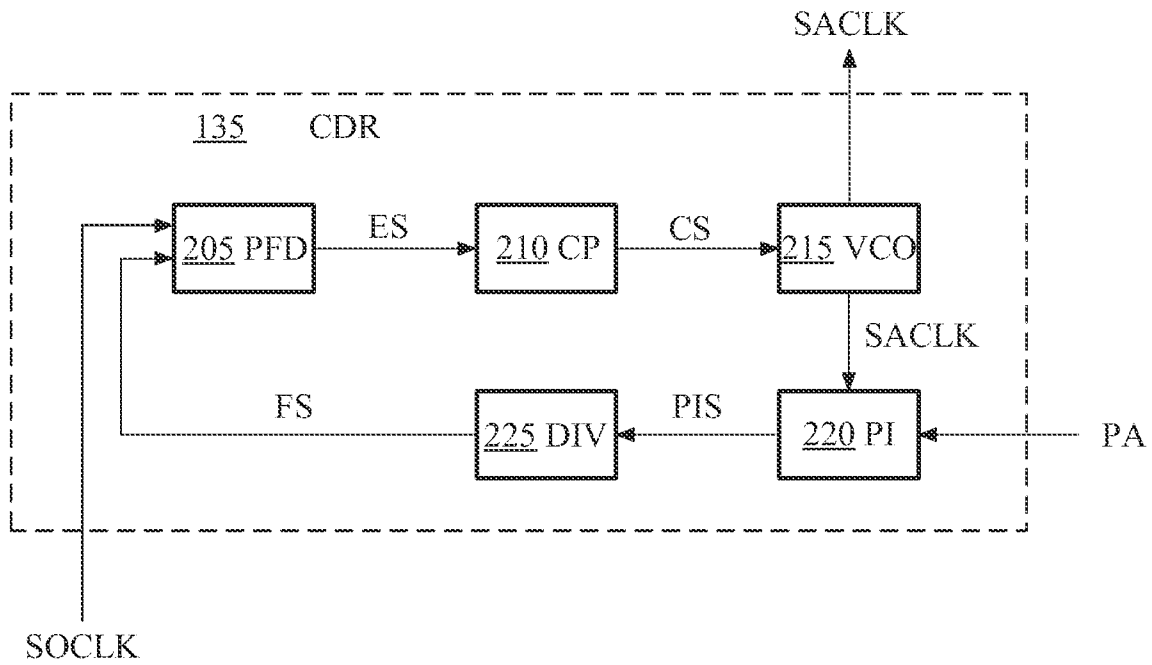 SACLK
135 CDR
205 PFD
ES
210 CP
CS
215 VCO
SACLK
FS
225 DIV
PIS
220 PI
PA
SOCLK